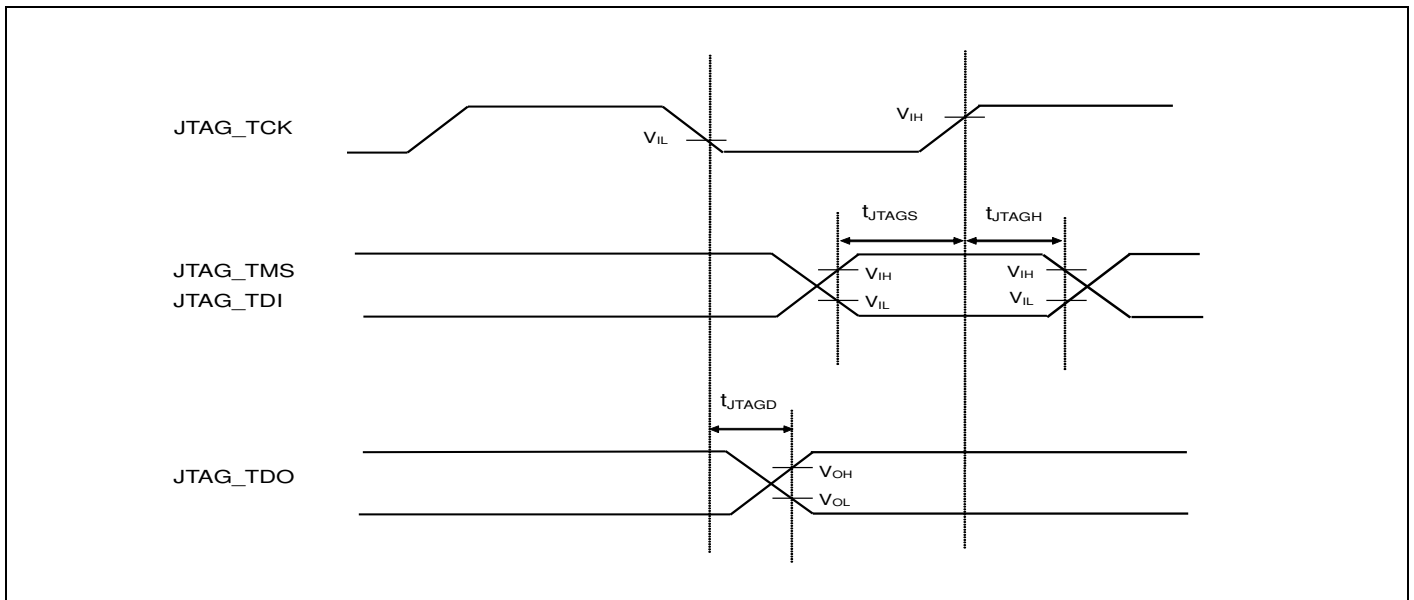 JTAG_TCK
VIL
VIH
tJTAGS
tJTAGH
JTAG_TMS
JTAG_TDI
VIH
VIL
VIH
VIL
tJTAGD
JTAG_TDO
VOH
VOL